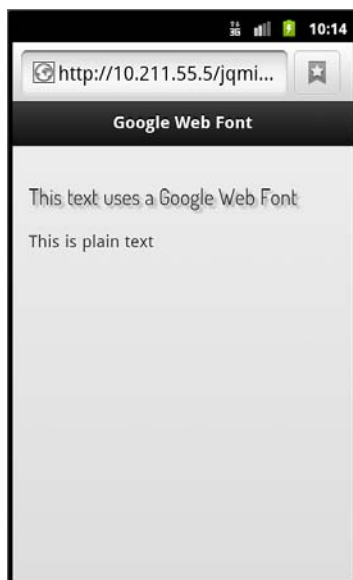 3G 10:14
http://10.211.55.5/jqmi...
Google Web Font
This text uses a Google Web Font
This is plain text